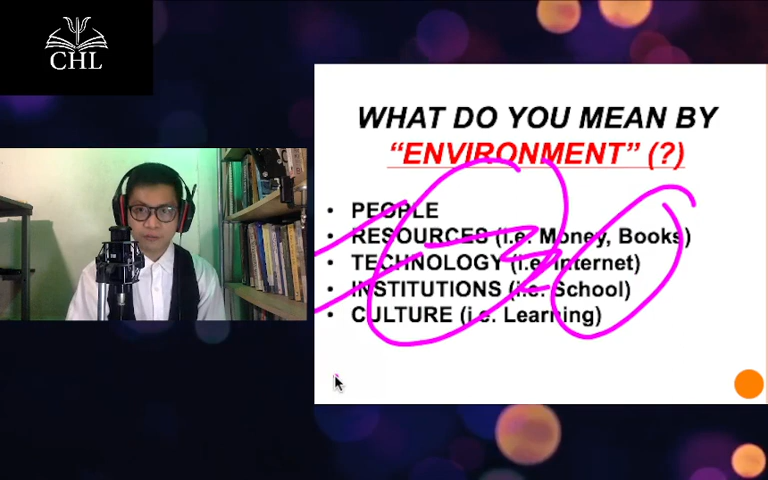 CHL
WHAT DO YOU MEAN BY
“ENVIRONMENT” (?)
• PEOPLE
• RESOURCES (i.e. Money, Books)
• TECHNOLOGY (i.e. Internet)
• INSTITUTIONS (i.e. School)
• CULTURE (i.e. Learning)